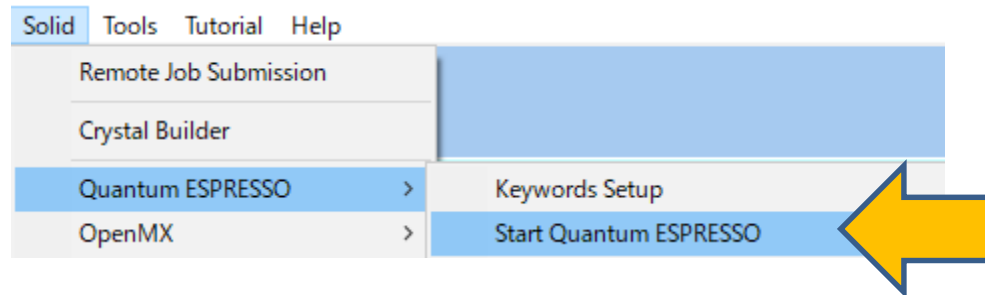 Solid Tools Tutorial Help
Remote Job Submission
Crystal Builder
Quantum ESPRESSO > Keywords Setup
OpenMX > Start Quantum ESPRESSO